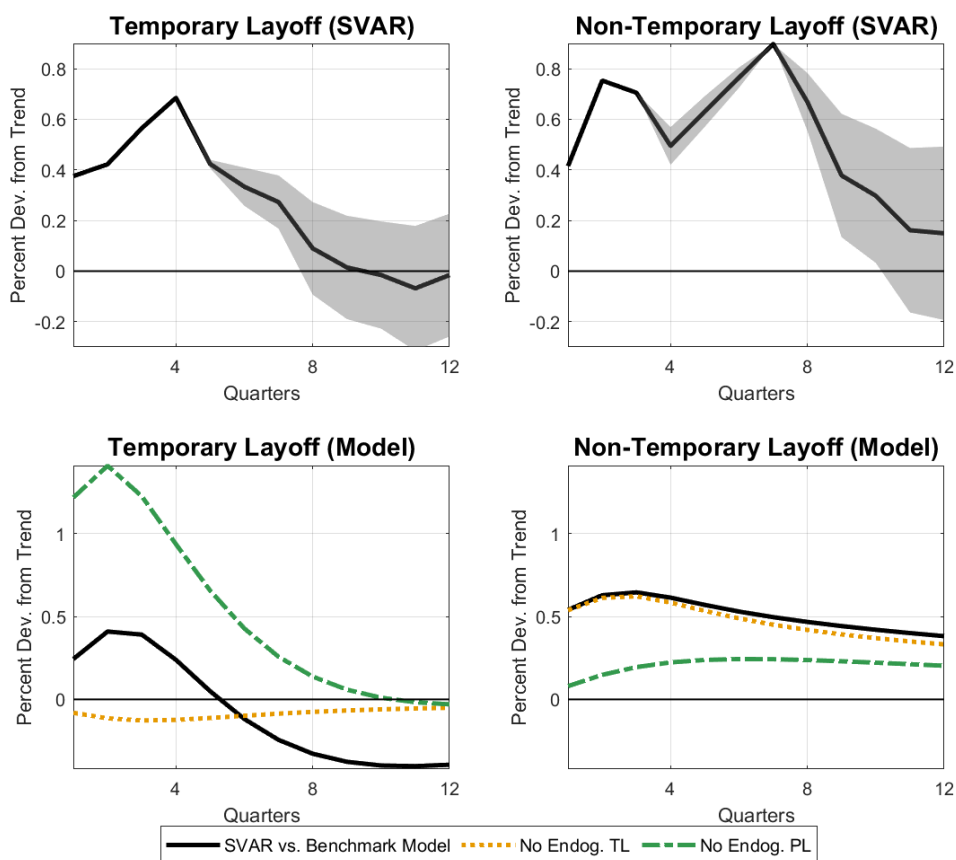 Temporary Layoff (SVAR)
Percent Dev. from Trend
0.8
0.6
0.4
0.2
0
-0.2
4
8
12
Quarters
Non-Temporary Layoff (SVAR)
Percent Dev. from Trend
0.8
0.6
0.4
0.2
0
-0.2
4
8
12
Quarters
Temporary Layoff (Model)
Percent Dev. from Trend
1
0.5
0
4
8
12
Quarters
Non-Temporary Layoff (Model)
Percent Dev. from Trend
1
0.5
0
4
8
12
Quarters
SVAR vs. Benchmark Model
No Endog. TL
No Endog. PL